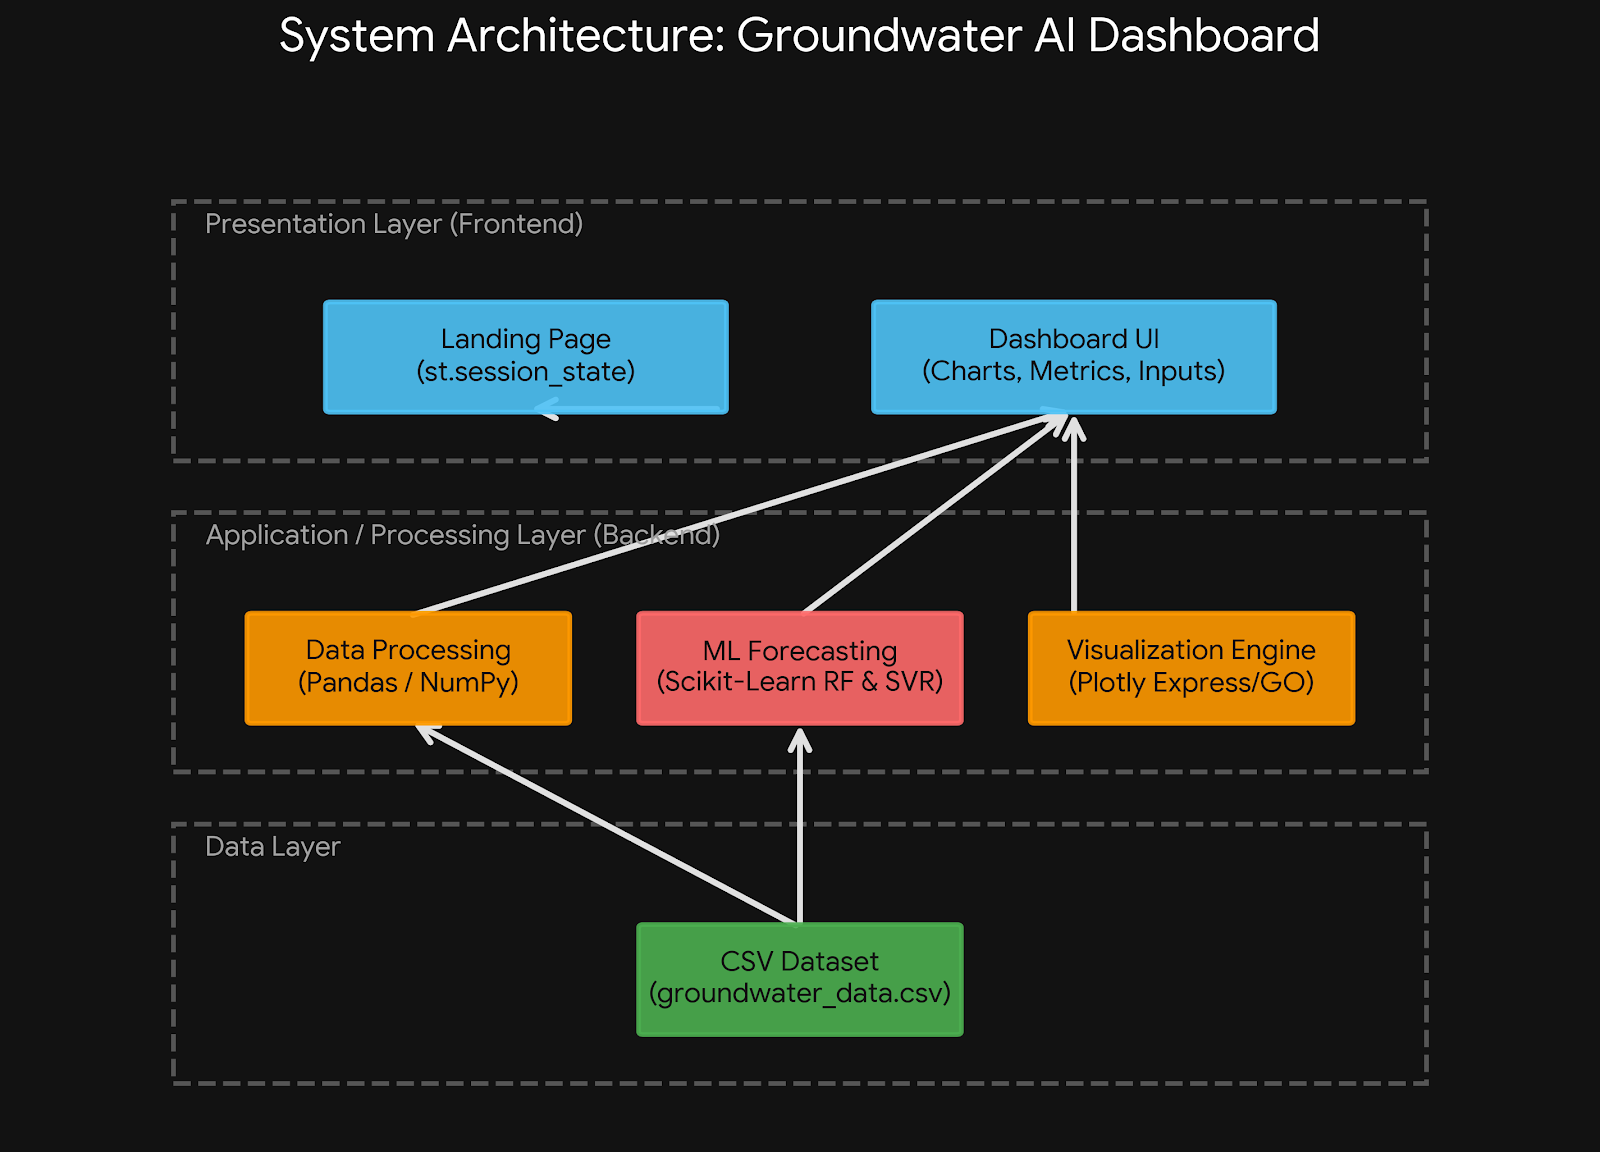 System Architecture: Groundwater AI Dashboard
Presentation Layer (Frontend)
Landing Page
(st.session_state)
Dashboard UI
(Charts, Metrics, Inputs)
Application / Processing Layer (Backend)
Data Processing
(Pandas / NumPy)
ML Forecasting
(Scikit-Learn RF & SVR)
Visualization Engine
(Plotly Express/GO)
Data Layer
CSV Dataset
(groundwater_data.csv)